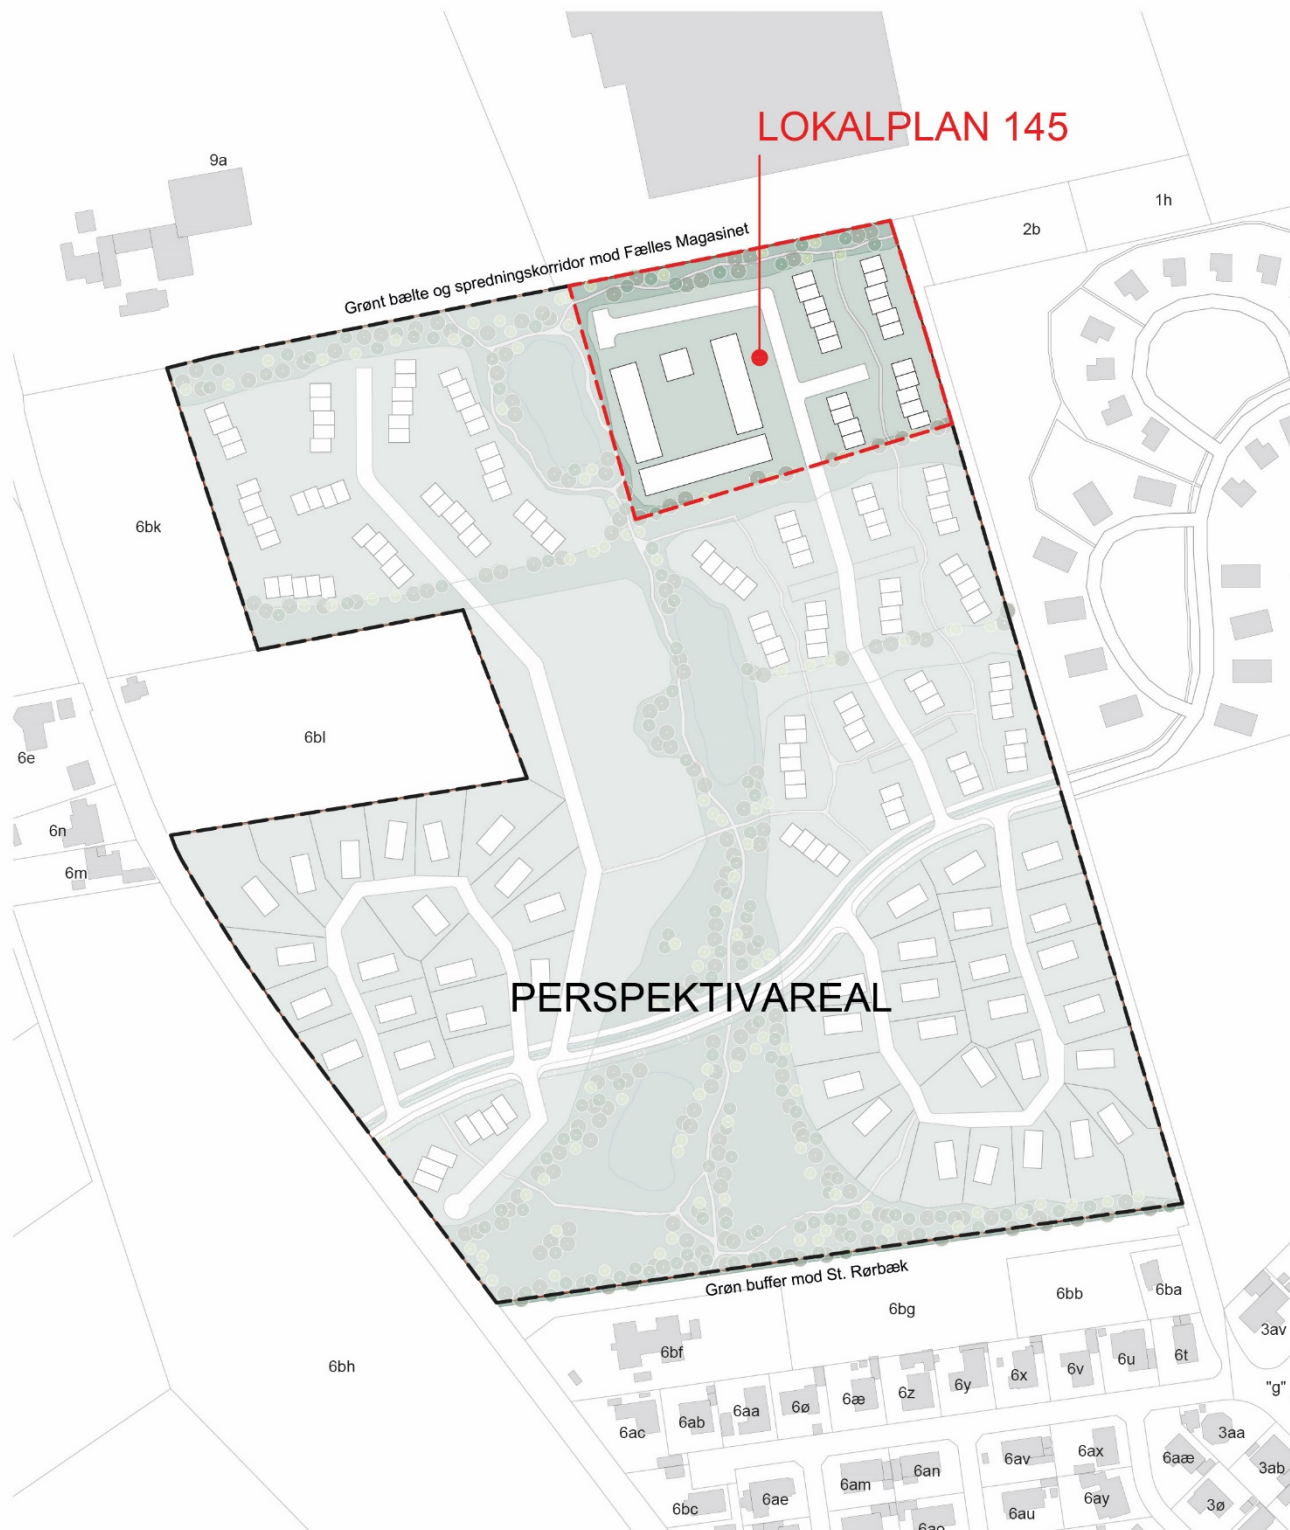 LOKALPLAN 145
9a
1h
2b
Grønt bælte og spredningskorridor mod Fælles Magasinet
6bk
6bl
6e
6n
6m
PERSPEKTIVAREAL
Grøn buffer mod St. Rørbæk
6bg
6bb
6ba
3av
6bh
6bf
6ac
6ab
6aa
6ø
6æ
6z
6y
6x
6v
6u
6t
"g"
6bc
6ae
6am
6an
6av
6ax
6aæ
3aa
3ab
6ao
6au
6ay
3ø